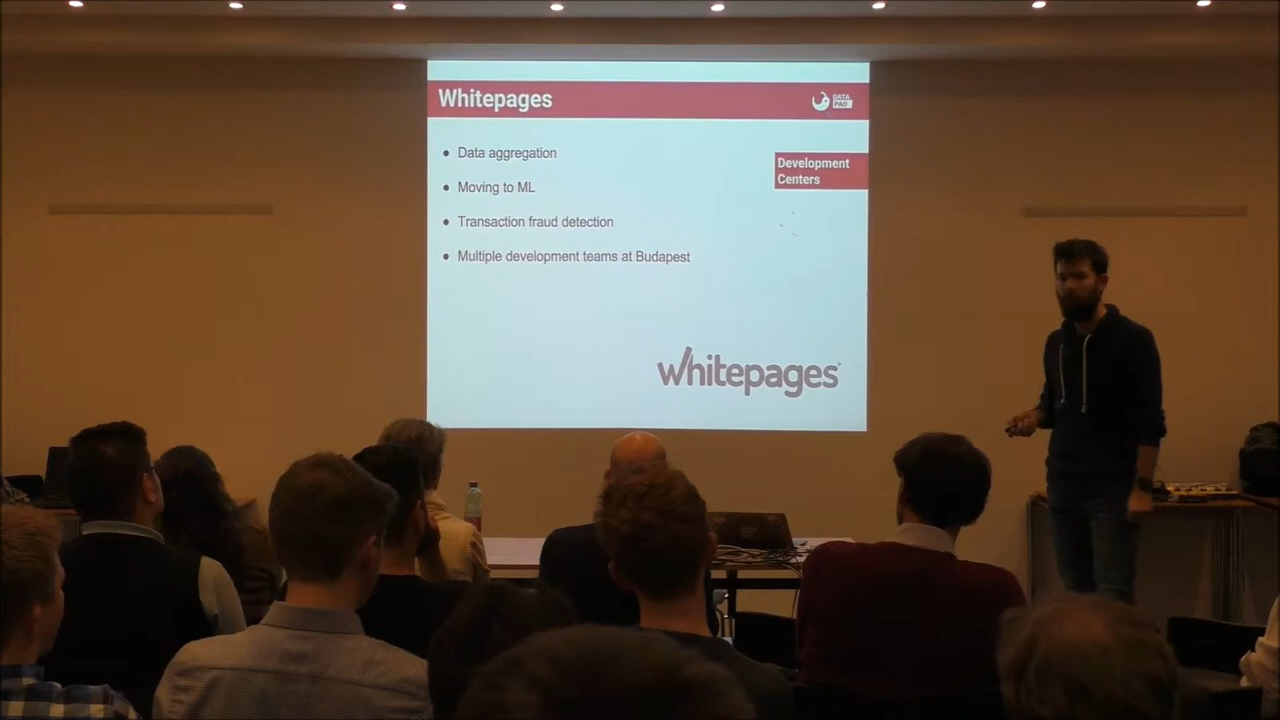 Whitepages
DATA
PAO
Development
Centers
• Data aggregation
• Moving to ML
• Transaction fraud detection
• Multiple development teams at Budapest
whitepages